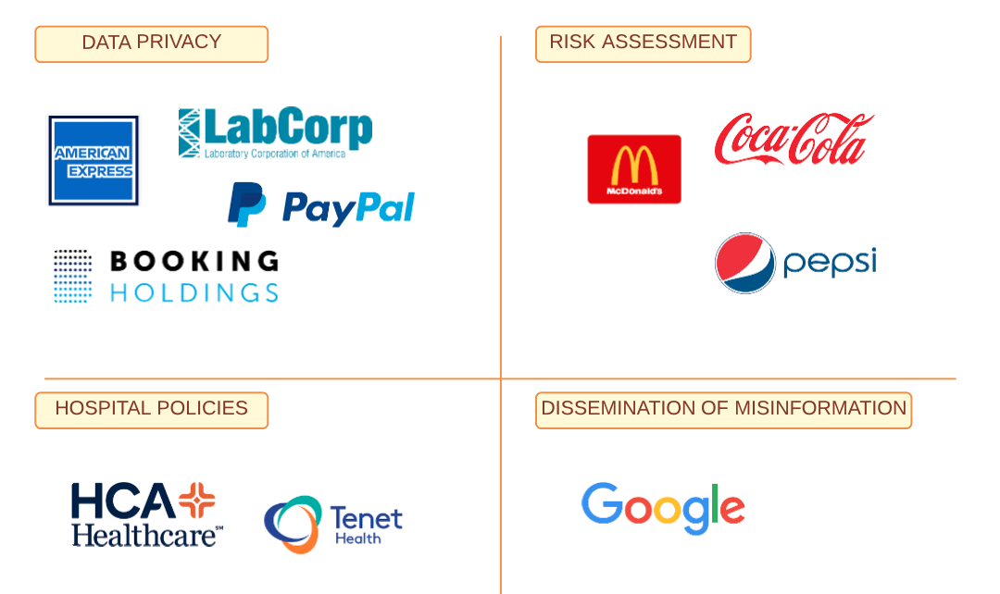 DATA PRIVACY
AMERICAN
EXPRESS
LabCorp
Laboratory Corporation of America
PayPal
BOOKING
HOLDINGS
RISK ASSESSMENT
McDonald's
Coca-Cola
pepsi
HOSPITAL POLICIES
HCA
Healthcare℠
Tenet
Health
DISSEMINATION OF MISINFORMATION
Google